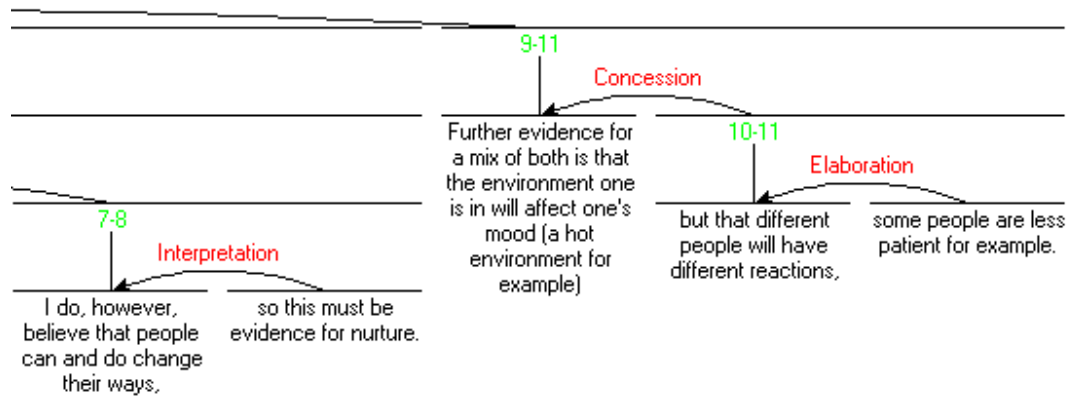 9-11
Concession
Further evidence for
a mix of both is that
the environment one
is in will affect one's
mood (a hot
environment for
example)
10-11
Elaboration
but that different
people will have
different reactions,
some people are less
patient for example.
7-8
Interpretation
I do, however,
believe that people
can and do change
their ways,
so this must be
evidence for nurture.